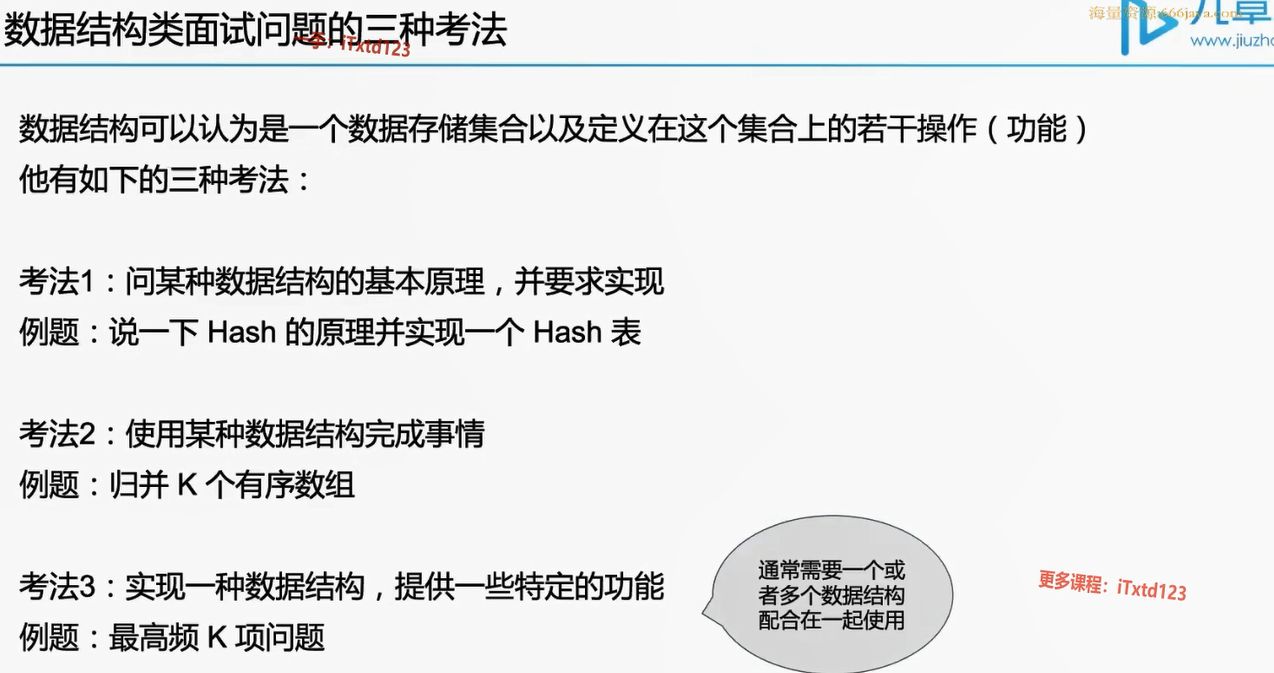 数据结构类面试问题的三种考法
海量资源:666java.com
www.jiuzh
数据结构可以认为是一个数据存储集合以及定义在这个集合上的若干操作（功能）
他有如下的三种考法：
考法1：问某种数据结构的基本原理，并要求实现
例题：说一下 Hash 的原理并实现一个 Hash 表
考法2：使用某种数据结构完成事情
例题：归并 K 个有序数组
考法3：实现一种数据结构，提供一些特定的功能
例题：最高频 K 项问题
通常需要一个或
者多个数据结构
配合在一起使用
更多课程：iTxtd123